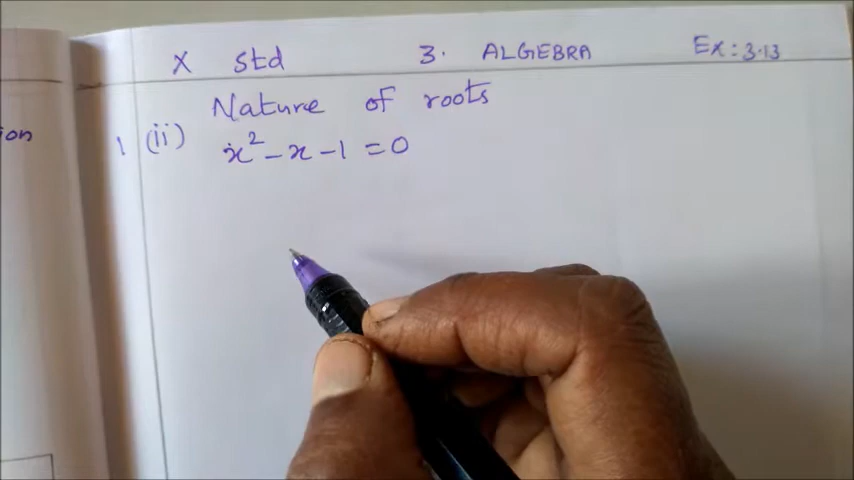 X std 3. ALGEBRA Ex: 3.13
Nature of roots
1 (ii) x² - x - 1 = 0